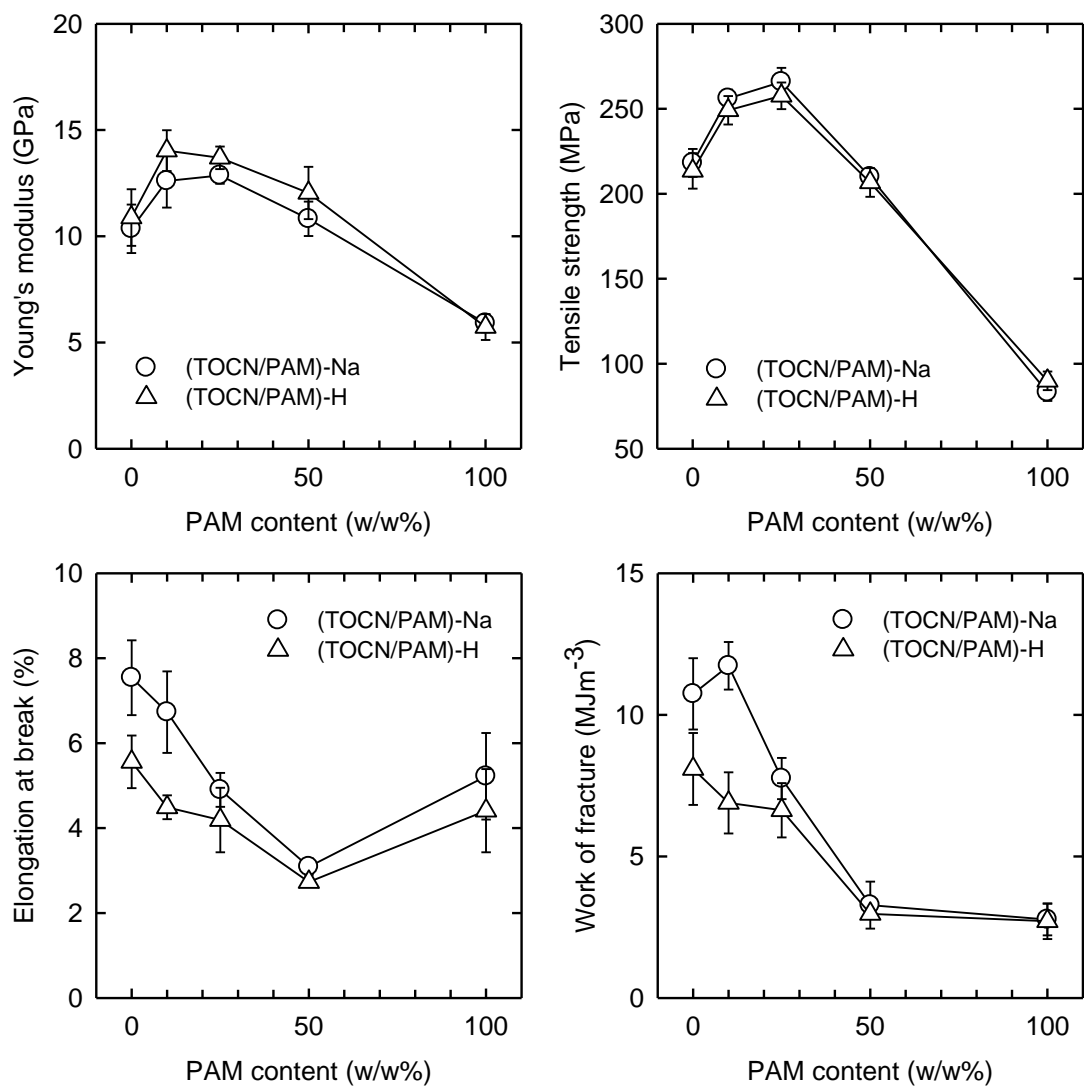 20
15
10
5
0
Young's modulus (GPa)
(TOCN/PAM)-Na
(TOCN/PAM)-H
0 50 100
PAM content (w/w%)
300
250
200
150
100
50
Tensile strength (MPa)
(TOCN/PAM)-Na
(TOCN/PAM)-H
0 50 100
PAM content (w/w%)
10
8
6
4
2
0
Elongation at break (%)
(TOCN/PAM)-Na
(TOCN/PAM)-H
0 50 100
PAM content (w/w%)
15
10
5
0
Work of fracture (MJm⁻³)
(TOCN/PAM)-Na
(TOCN/PAM)-H
0 50 100
PAM content (w/w%)